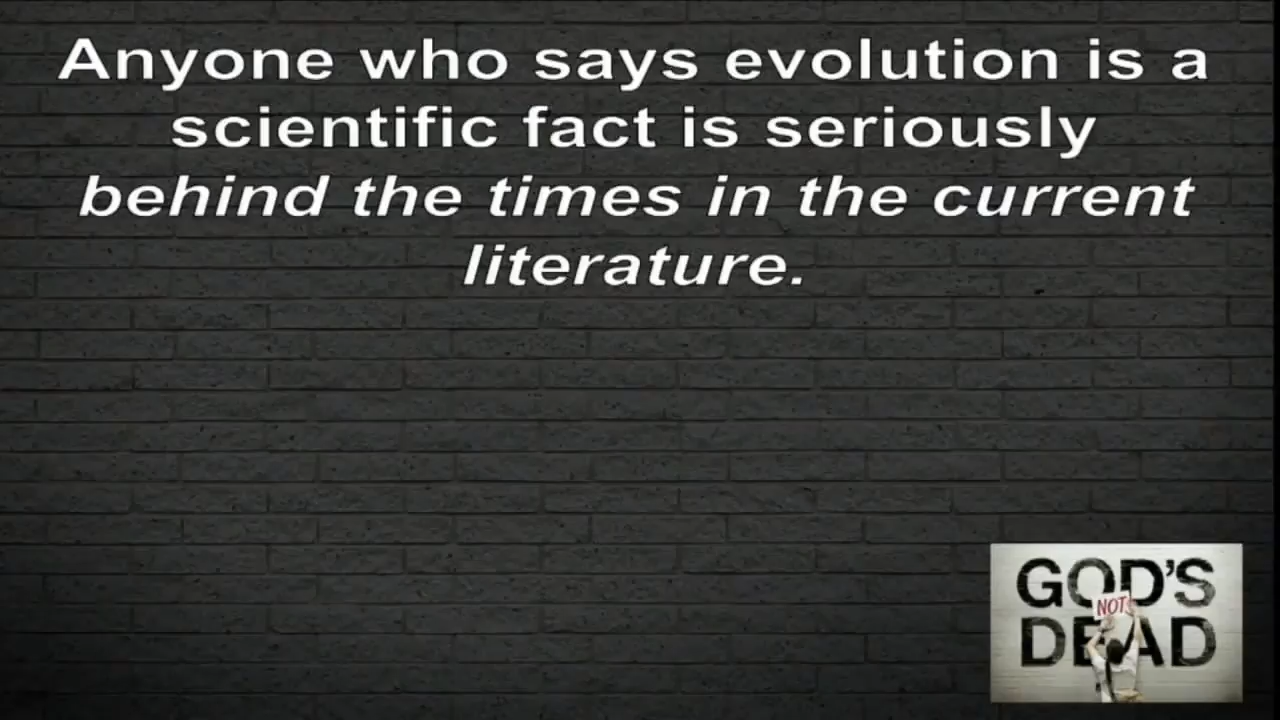 Anyone who says evolution is a
scientific fact is seriously
behind the times in the current
literature.
GOD'S
NOT
DEAD